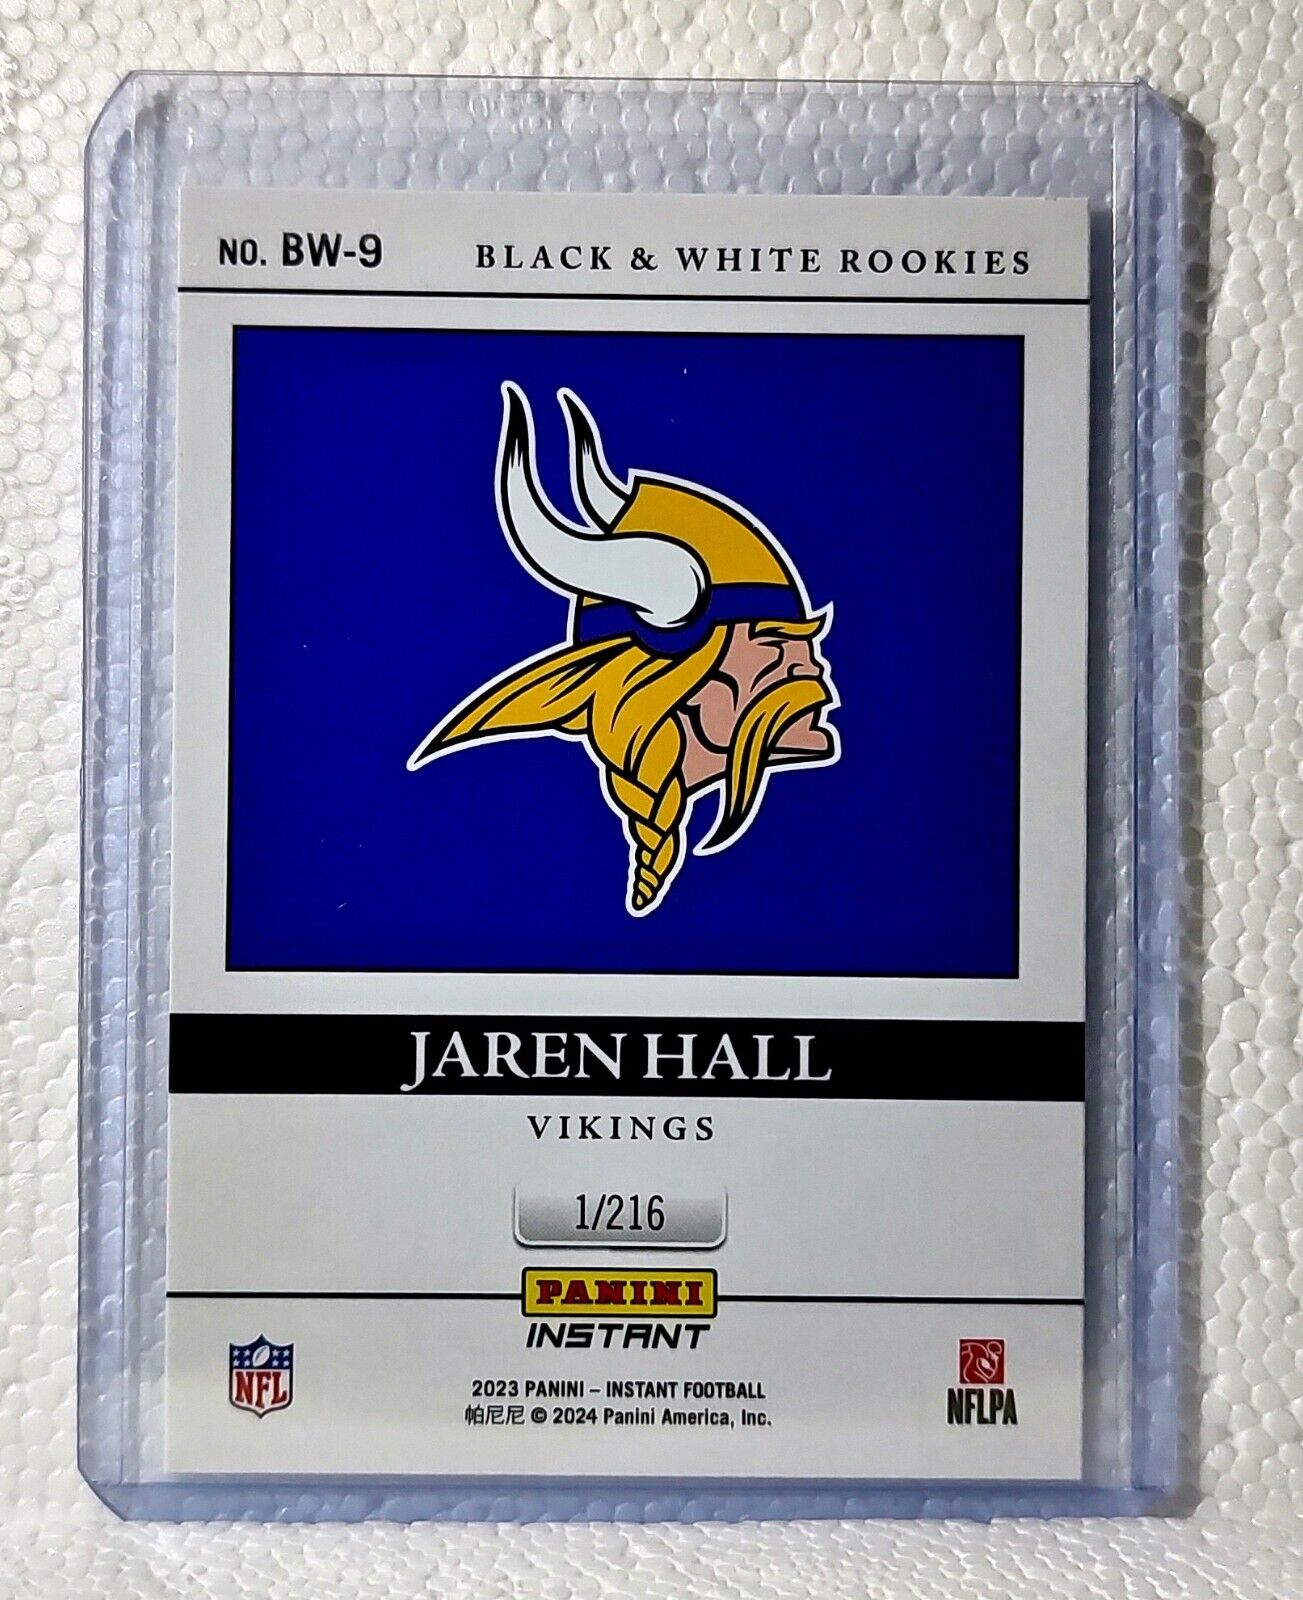 NO. BW-9 BLACK & WHITE ROOKIES
JAREN HALL
VIKINGS
1/216
PANINI
INSTANT
NFL
2023 PANINI – INSTANT FOOTBALL
帕尼尼 © 2024 Panini America, Inc.
NFLPA